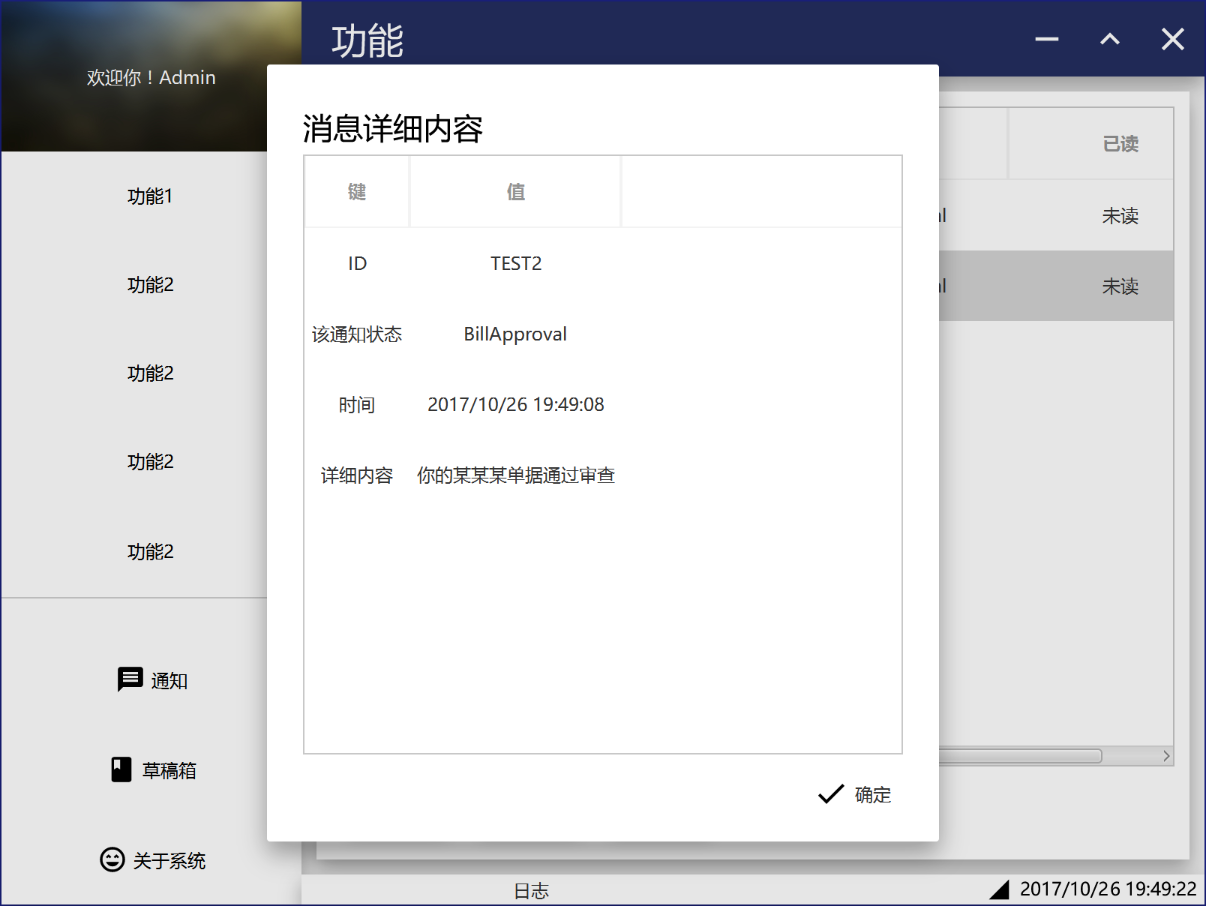 功能
欢迎你！Admin
功能1
功能2
功能2
功能2
功能2
通知
草稿箱
关于系统
消息详细内容
键 值
ID TEST2
该通知状态 BillApproval
时间 2017/10/26 19:49:08
详细内容 你的某某某单据通过审查
确定
已读
未读
未读
日志
2017/10/26 19:49:22